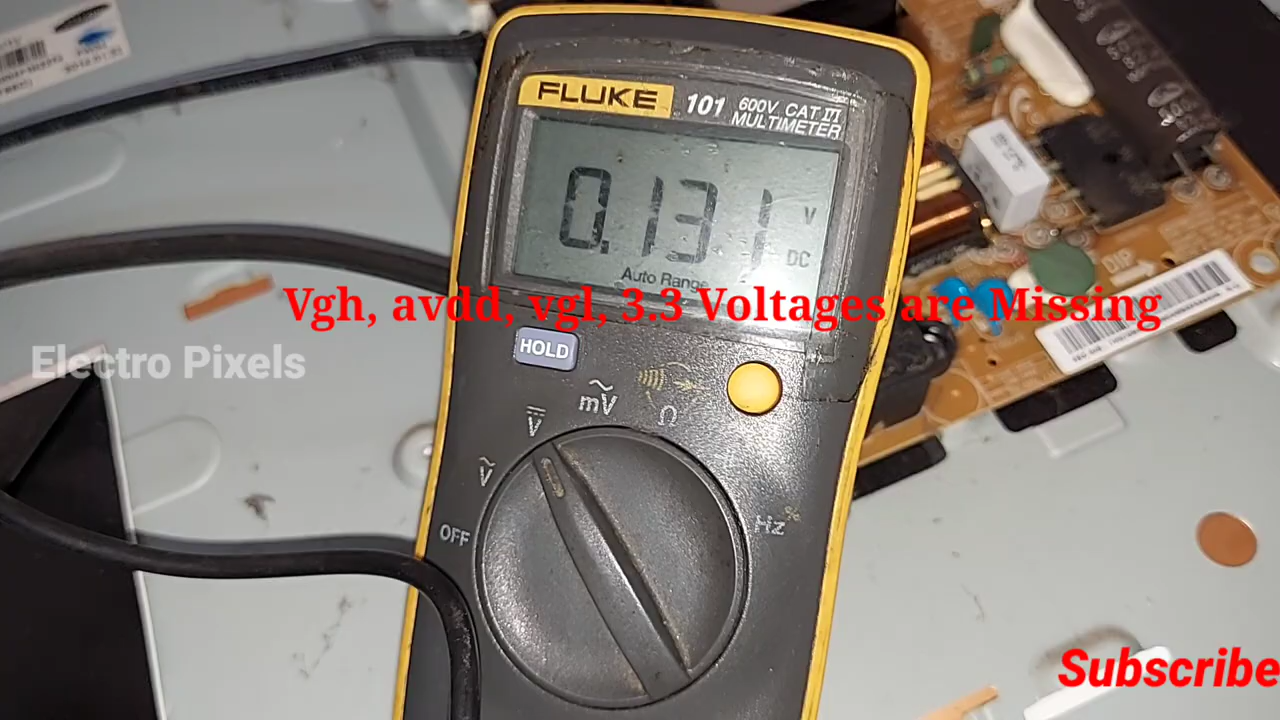 FLUKE
101 600V CAT III
MULTIMETER
0.131 V
DC
Auto Range
Vgh, avdd, vgl, 3.3 Voltages are Missing
HOLD
Electro Pixels
mV
Ω
V
V
OFF
Hz %
DIP
Subscribe